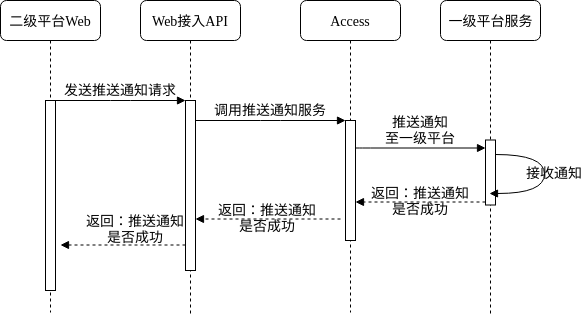 二级平台Web
Web接入API
Access
一级平台服务
发送推送通知请求
调用推送通知服务
推送通知
至一级平台
接收通知
返回：推送通知
是否成功
返回：推送通知
是否成功
返回：推送通知
是否成功